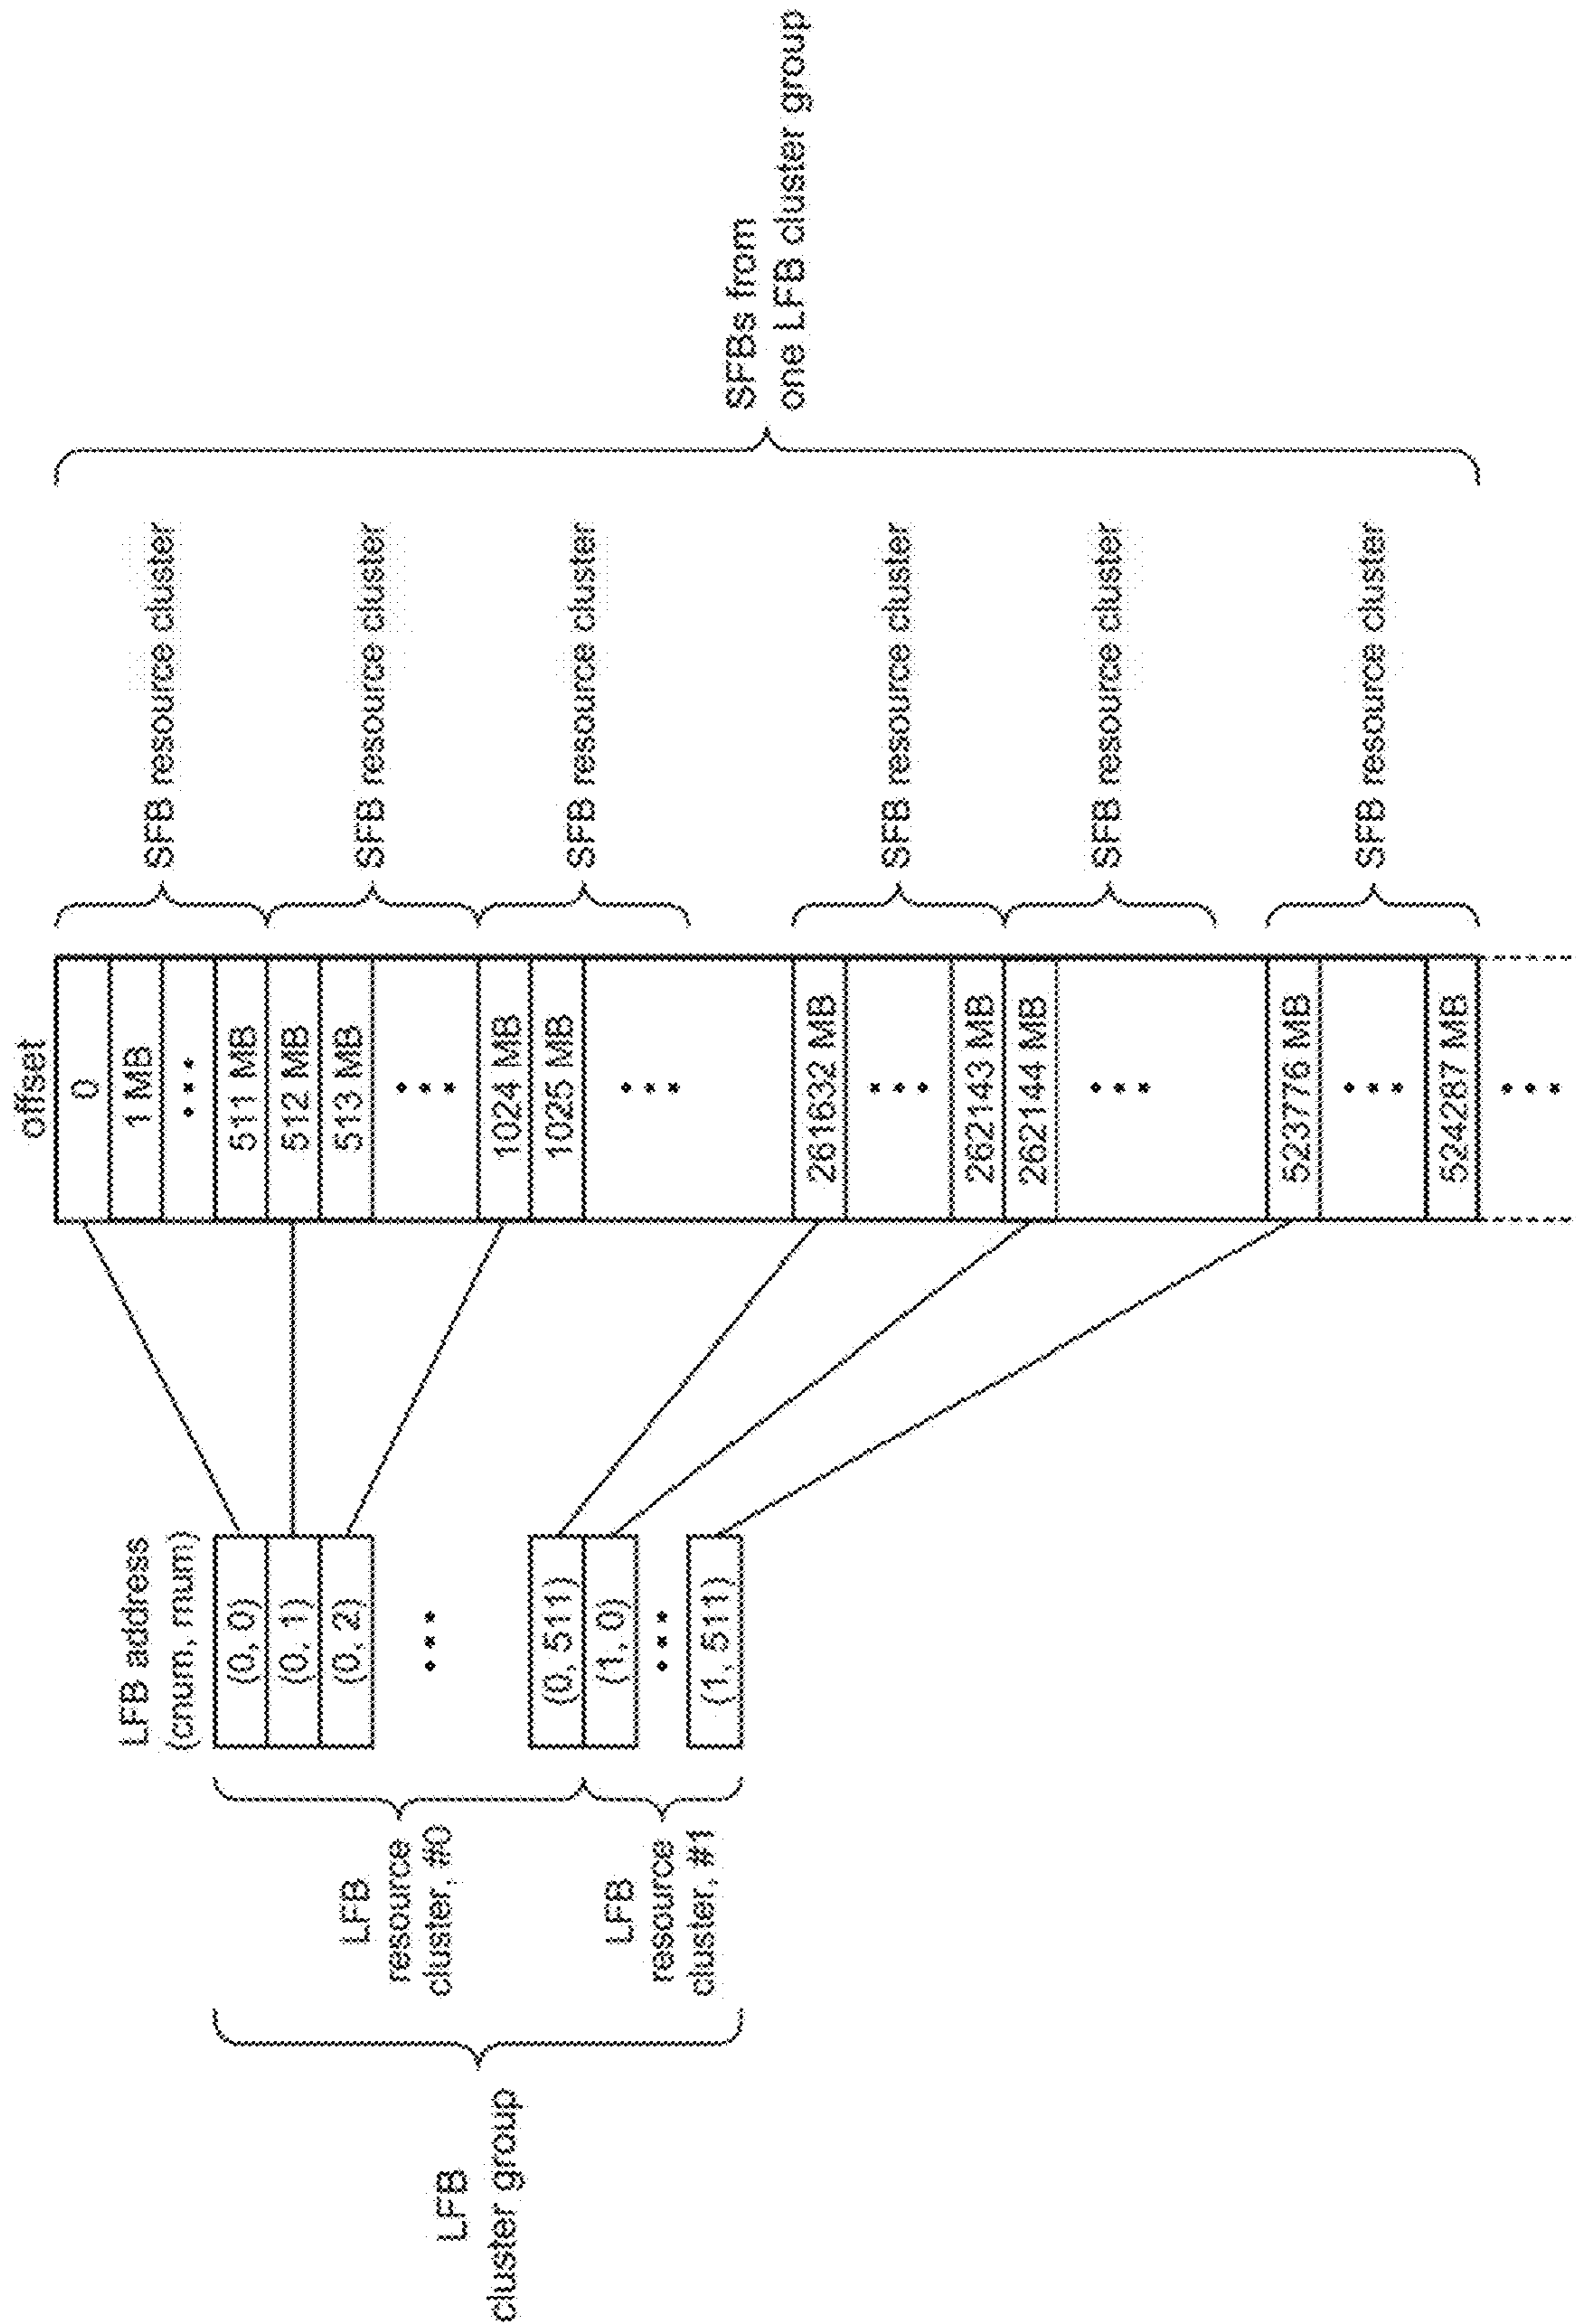 LFB
cluster group
LFB
resource
cluster, #0
LFB
resource
cluster, #1
LFB address
(cnum, rnum)
(0, 0)
(0, 1)
(0, 2)
• • •
(0, 511)
(1, 0)
• • •
(1, 511)
offset
0
1 MB
• • •
511 MB
512 MB
513 MB
• • •
1024 MB
1025 MB
• • •
261632 MB
• • •
262143 MB
262144 MB
• • •
523776 MB
• • •
524287 MB
• • •
SFB resource cluster
SFB resource cluster
SFB resource cluster
SFB resource cluster
SFB resource cluster
SFB resource cluster
SFBs from
one LFB cluster group